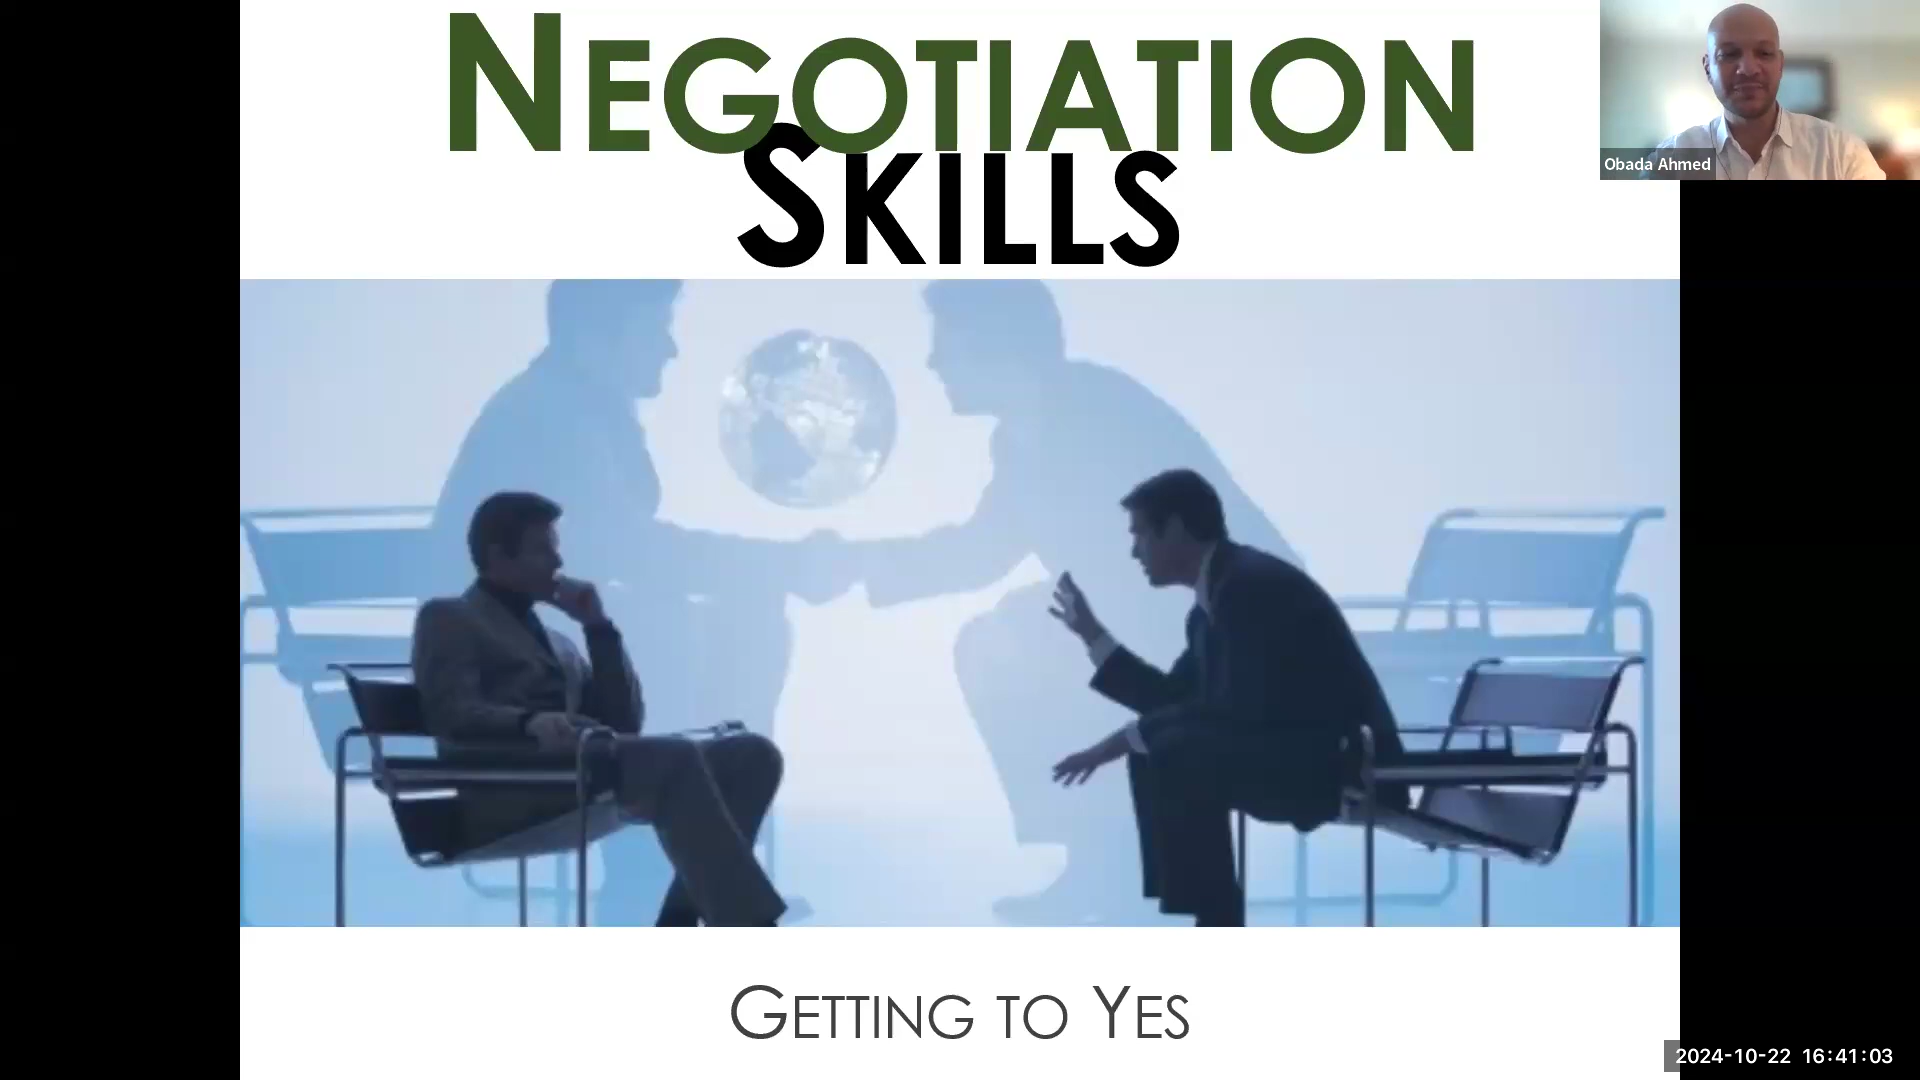 NEGOTIATION
SKILLS
Obada Ahmed
GETTING TO YES
2024-10-22 16:41:03